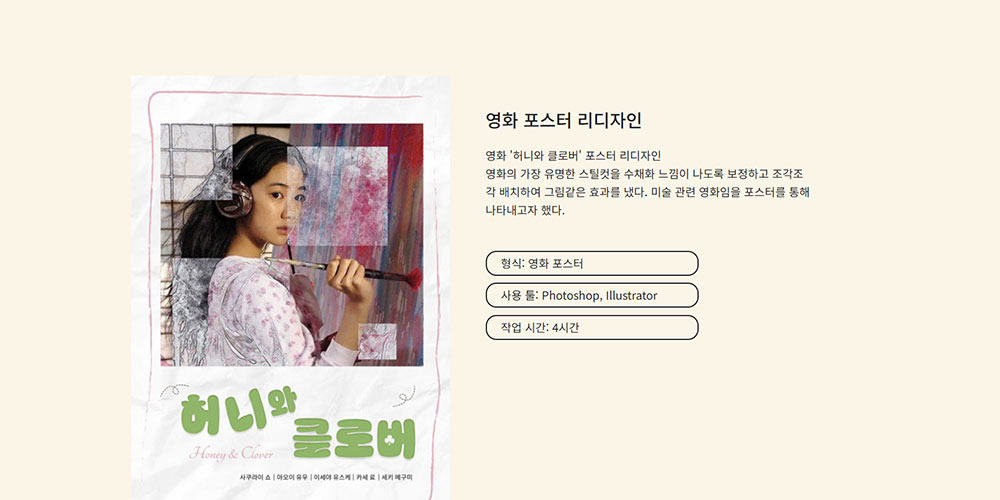 영화 포스터 리디자인
영화 '허니와 클로버' 포스터 리디자인
영화의 가장 유명한 스틸컷을 수채화 느낌이 나도록 보정하고 조각조
각 배치하여 그림같은 효과를 냈다. 미술 관련 영화임을 포스터를 통해
나타내고자 했다.
형식: 영화 포스터
사용 툴: Photoshop, Illustrator
작업 시간: 4시간
허니와
클로버
Honey & Clover
사쿠라이 쇼 | 아오이 유우 | 이세야 유스케 | 카세 료 | 세키 메구미